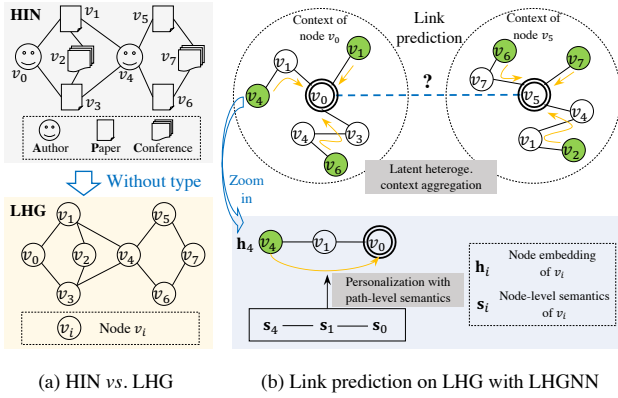 HIN
v₁
v₅
v₀
v₂
v₄
v₇
v₃
v₆
Author Paper Conference
Without type
LHG
v₁
v₅
v₀
v₂
v₄
v₇
v₃
v₆
vᵢ Node vᵢ
(a) HIN vs. LHG
Context of
node v₀
Link
prediction
?
Context of
node v₅
v₁
v₁
v₄
v₀
v₄
v₃
v₆
v₆
v₇
v₇
v₅
v₄
v₁
v₂
Latent heteroge.
context aggregation
Zoom
in
h₄ v₄ v₁ v₀
Personalization with
path-level semantics
s₄ — s₁ — s₀
hᵢ Node embedding
of vᵢ
sᵢ Node-level semantics
of vᵢ
(b) Link prediction on LHG with LHGNN